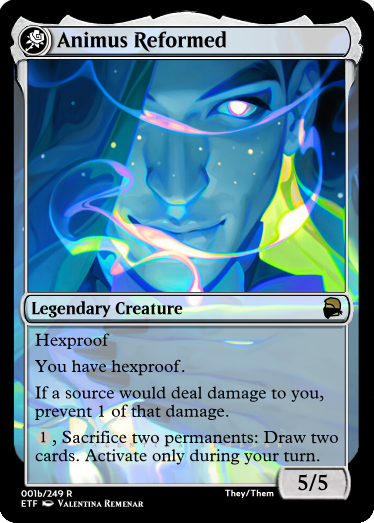 Animus Reformed
Legendary Creature
Hexproof
You have hexproof.
If a source would deal damage to you,
prevent 1 of that damage.
1, Sacrifice two permanents: Draw two
cards. Activate only during your turn.
5/5
001b/249 R
They/Them
ETF Valentina Remenar